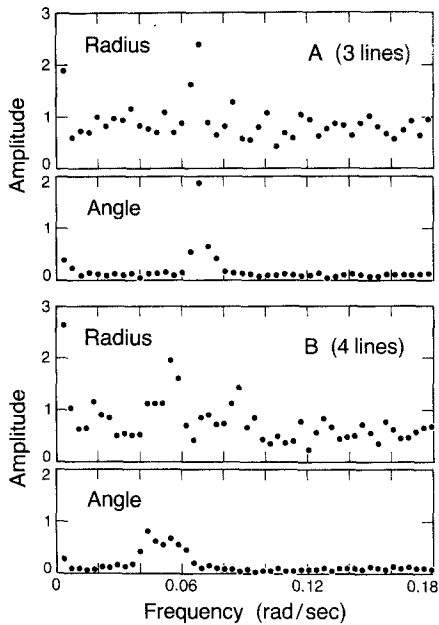 3
Radius
A (3 lines)
2
1
0
Amplitude
2
Angle
1
0
3
Radius
B (4 lines)
2
1
0
Amplitude
2
Angle
1
0
0 0.06 0.12 0.18
Frequency (rad/sec)